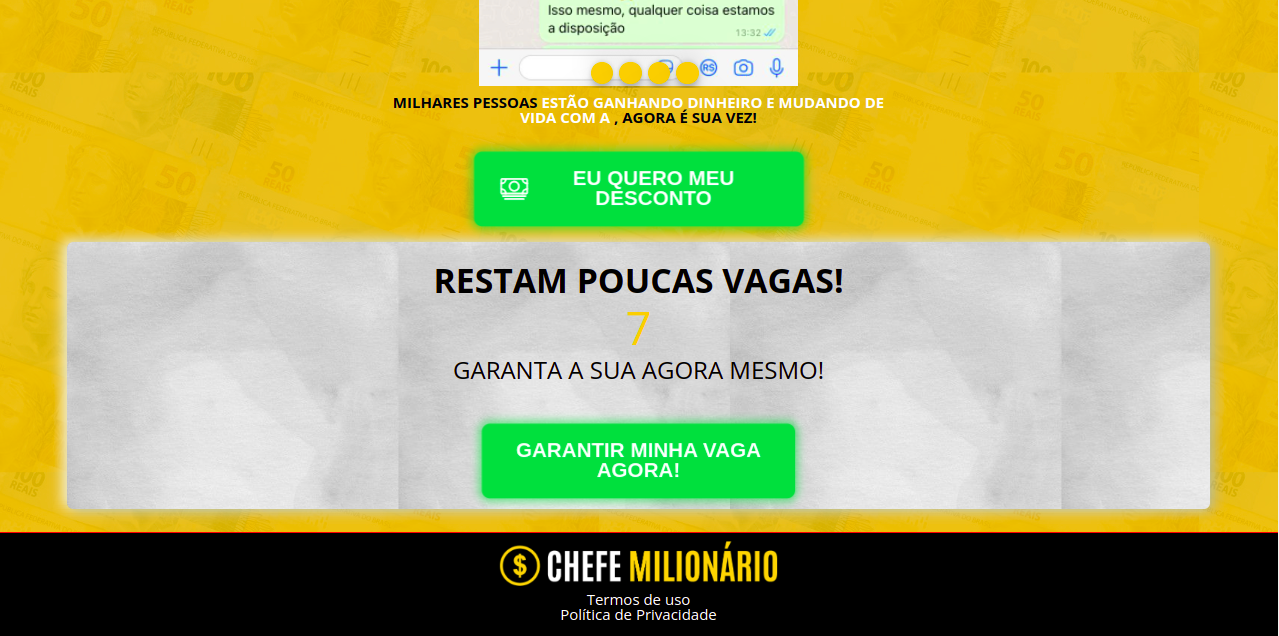 Isso mesmo, qualquer coisa estamos
a disposição
13:32
MILHARES PESSOAS ESTÃO GANHANDO DINHEIRO E MUDANDO DE
VIDA COM A , AGORA É SUA VEZ!
EU QUERO MEU
DESCONTO
RESTAM POUCAS VAGAS!
7
GARANTA A SUA AGORA MESMO!
GARANTIR MINHA VAGA
AGORA!
$ CHEFE MILIONÁRIO
Termos de uso
Política de Privacidade